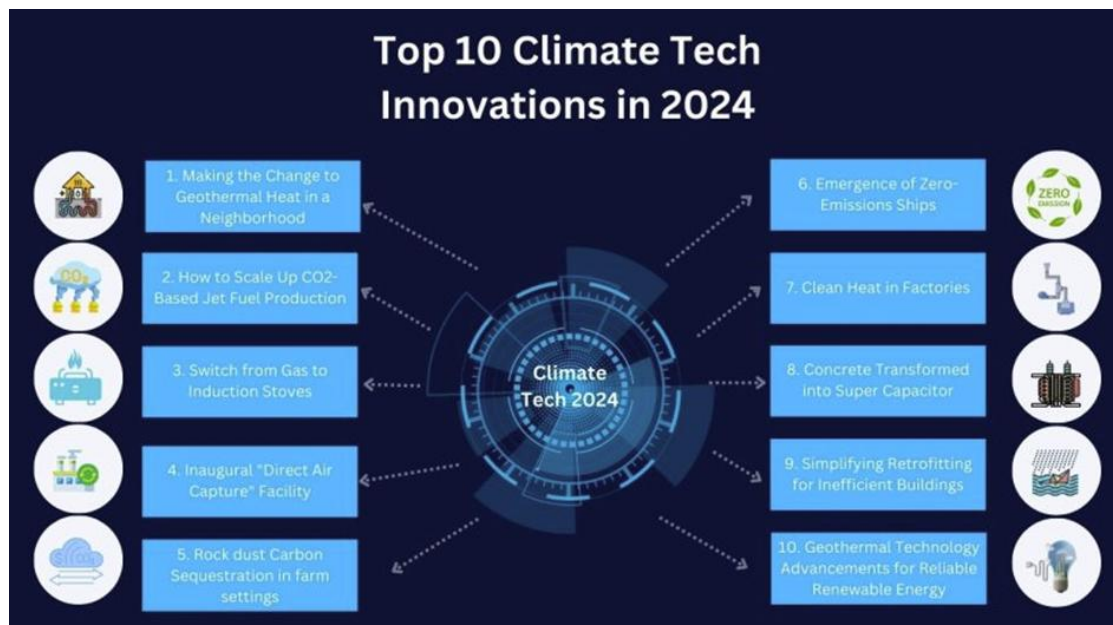 Top 10 Climate Tech
Innovations in 2024
1. Making the Change to
Geothermal Heat in a
Neighborhood
2. How to Scale Up CO2-
Based Jet Fuel Production
CO₂
3. Switch from Gas to
Induction Stoves
4. Inaugural "Direct Air
Capture" Facility
5. Rock dust Carbon
Sequestration in farm
settings
Climate
Tech 2024
6. Emergence of Zero-
Emissions Ships
ZERO
EMISSION
7. Clean Heat in Factories
8. Concrete Transformed
into Super Capacitor
9. Simplifying Retrofitting
for Inefficient Buildings
10. Geothermal Technology
Advancements for Reliable
Renewable Energy